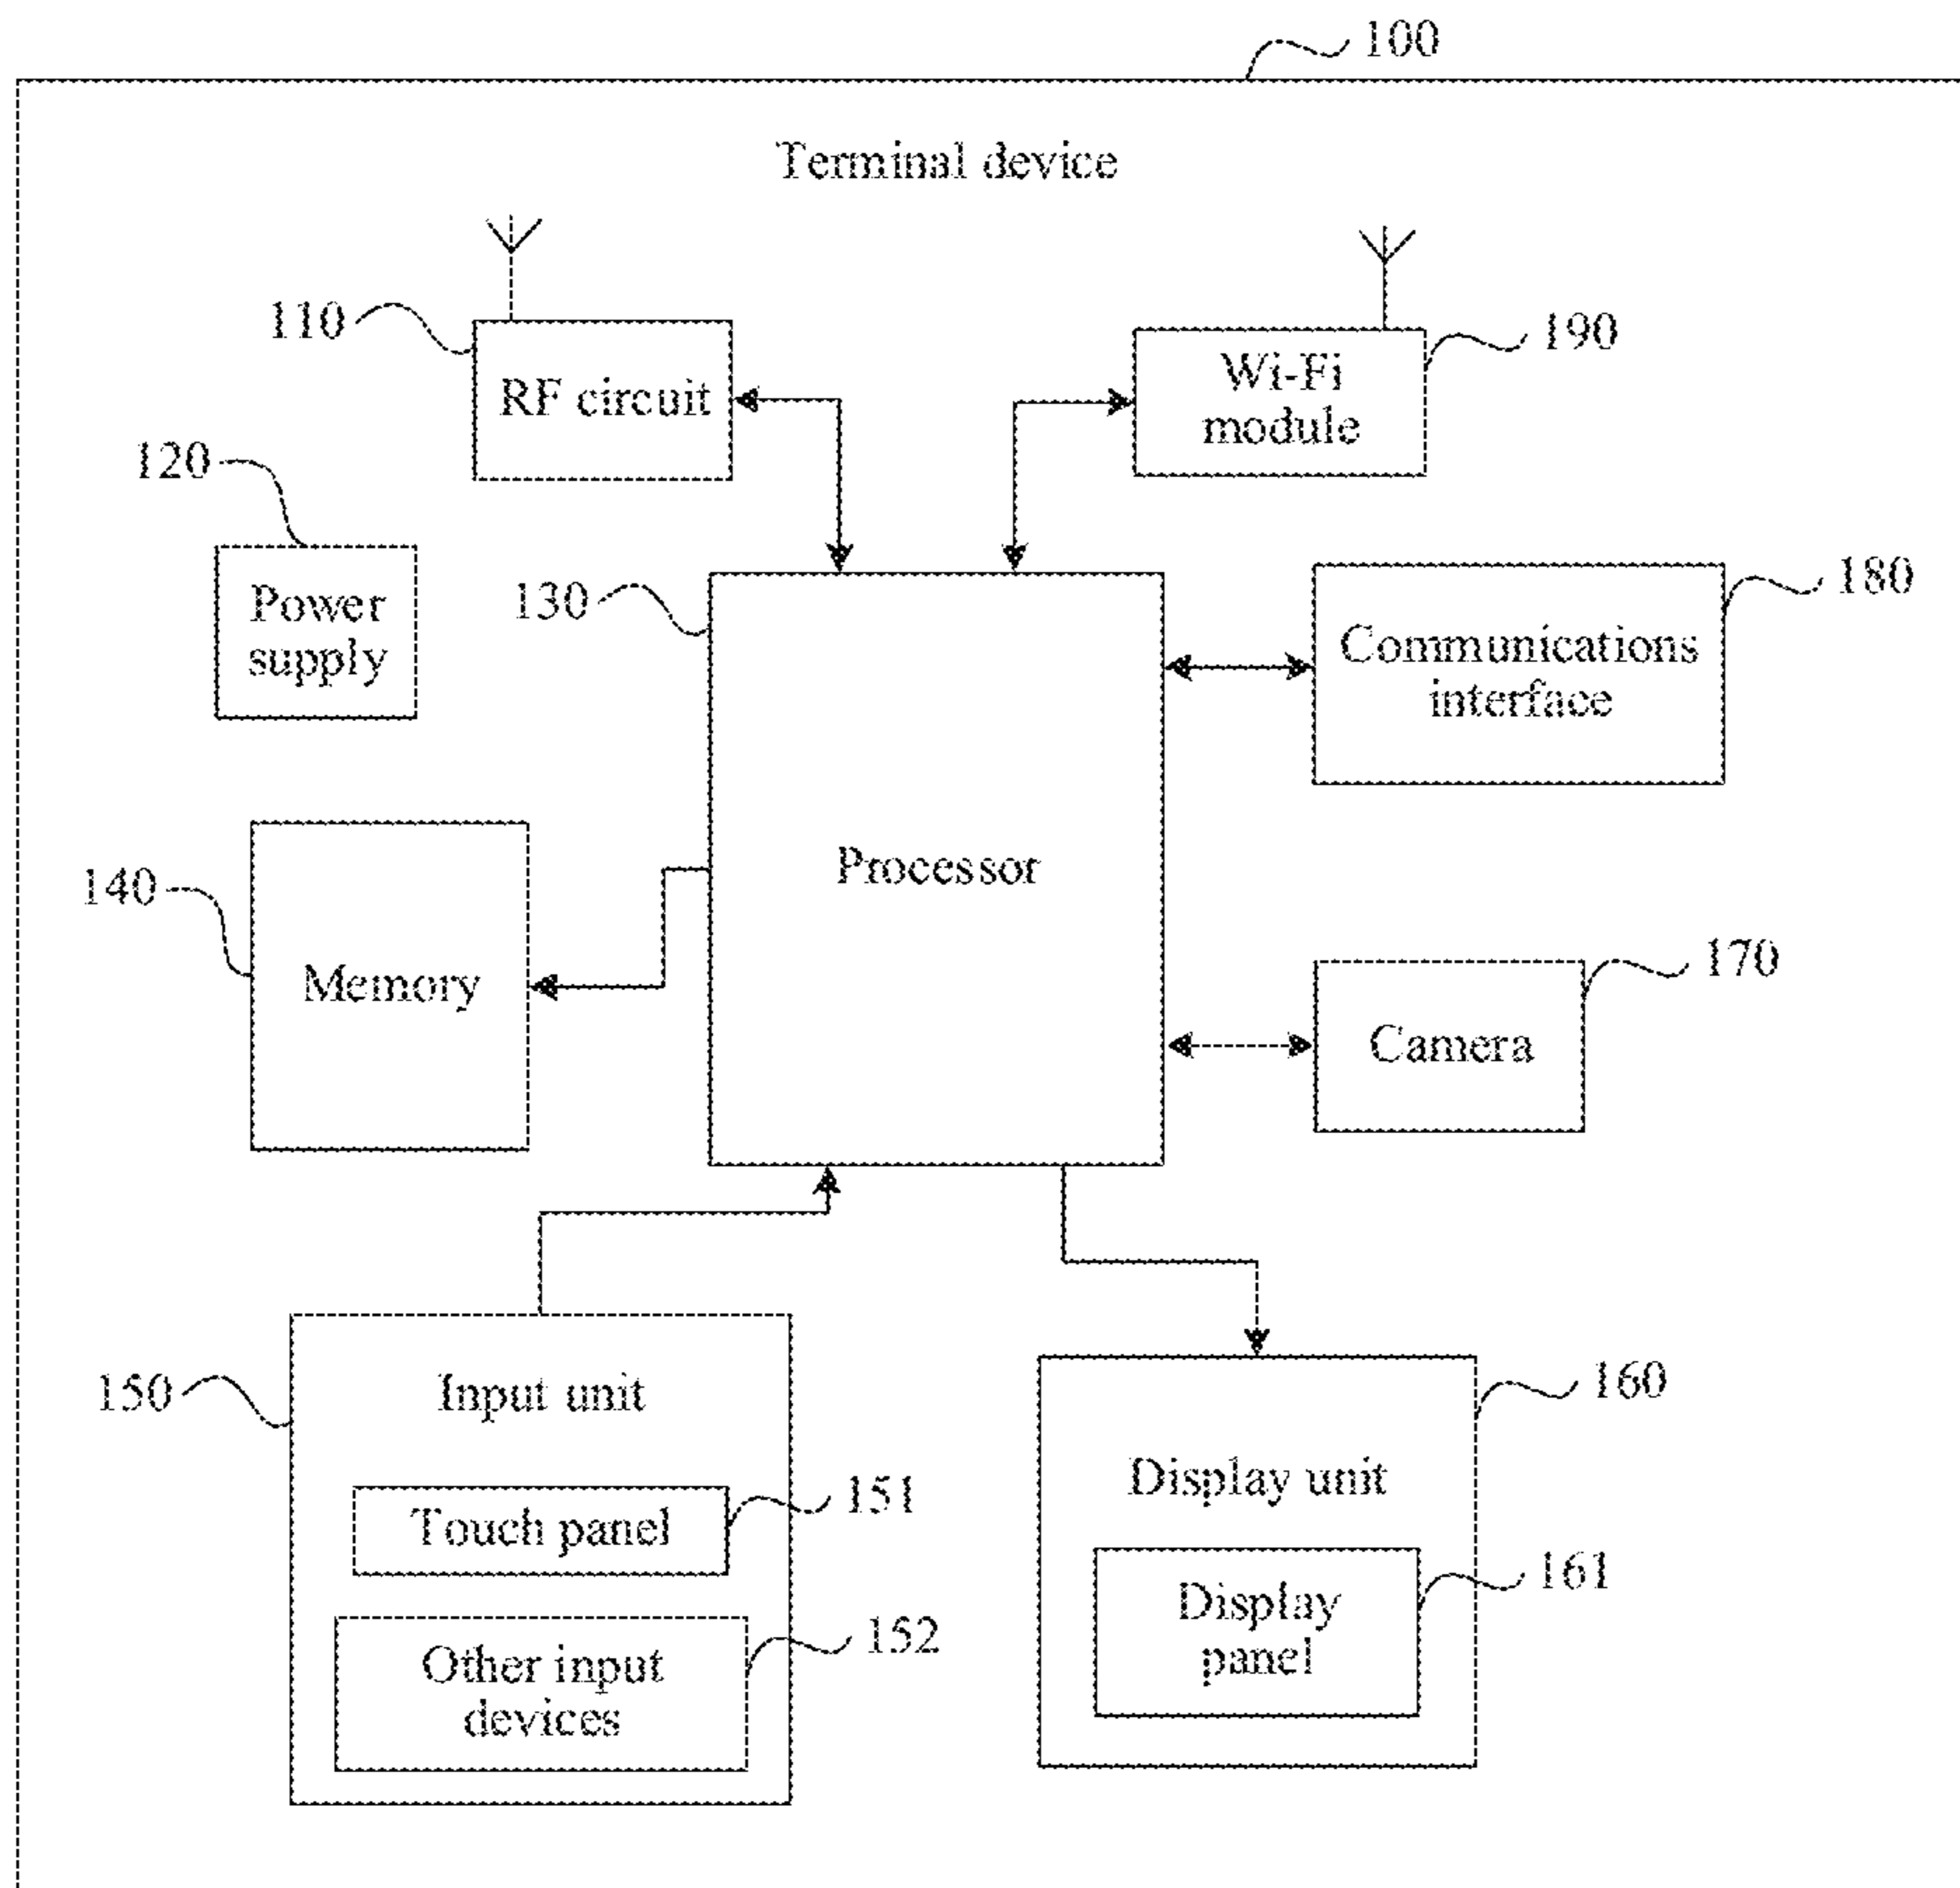 100
Terminal device
110
RF circuit
Wi-Fi
module
190
120
Power
supply
130
Processor
Communications
interface
180
140
Memory
Camera
170
150
Input unit
Touch panel
151
Other input
devices
152
Display unit
160
Display
panel
161